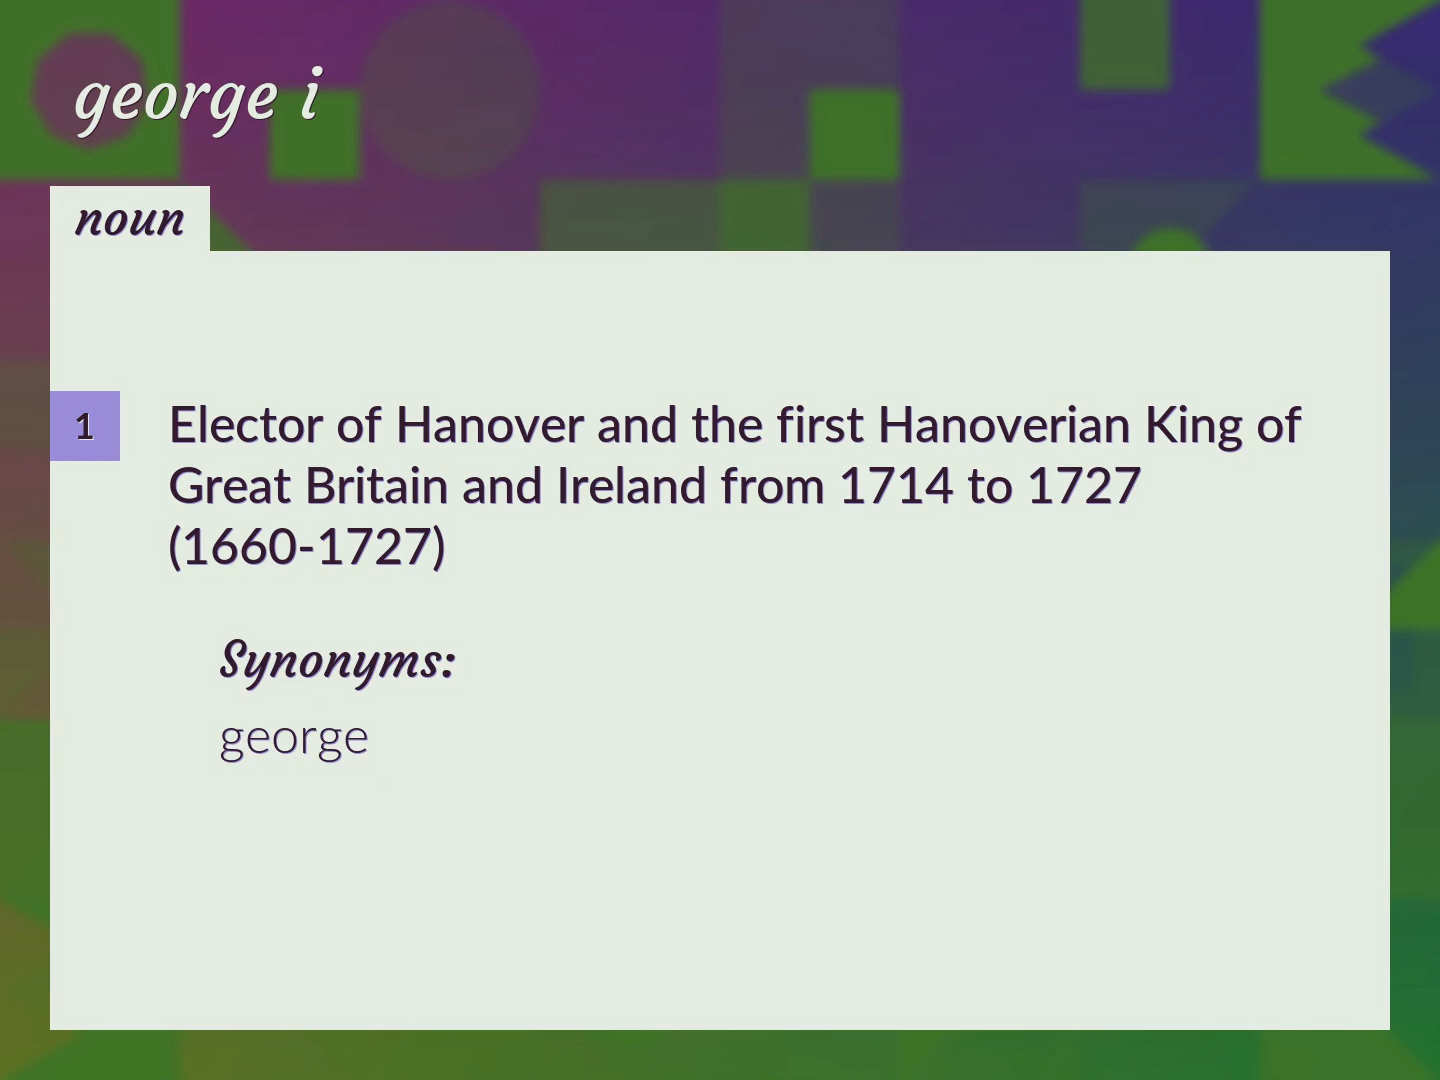 george i
noun
1
Elector of Hanover and the first Hanoverian King of
Great Britain and Ireland from 1714 to 1727
(1660-1727)
Synonyms:
george